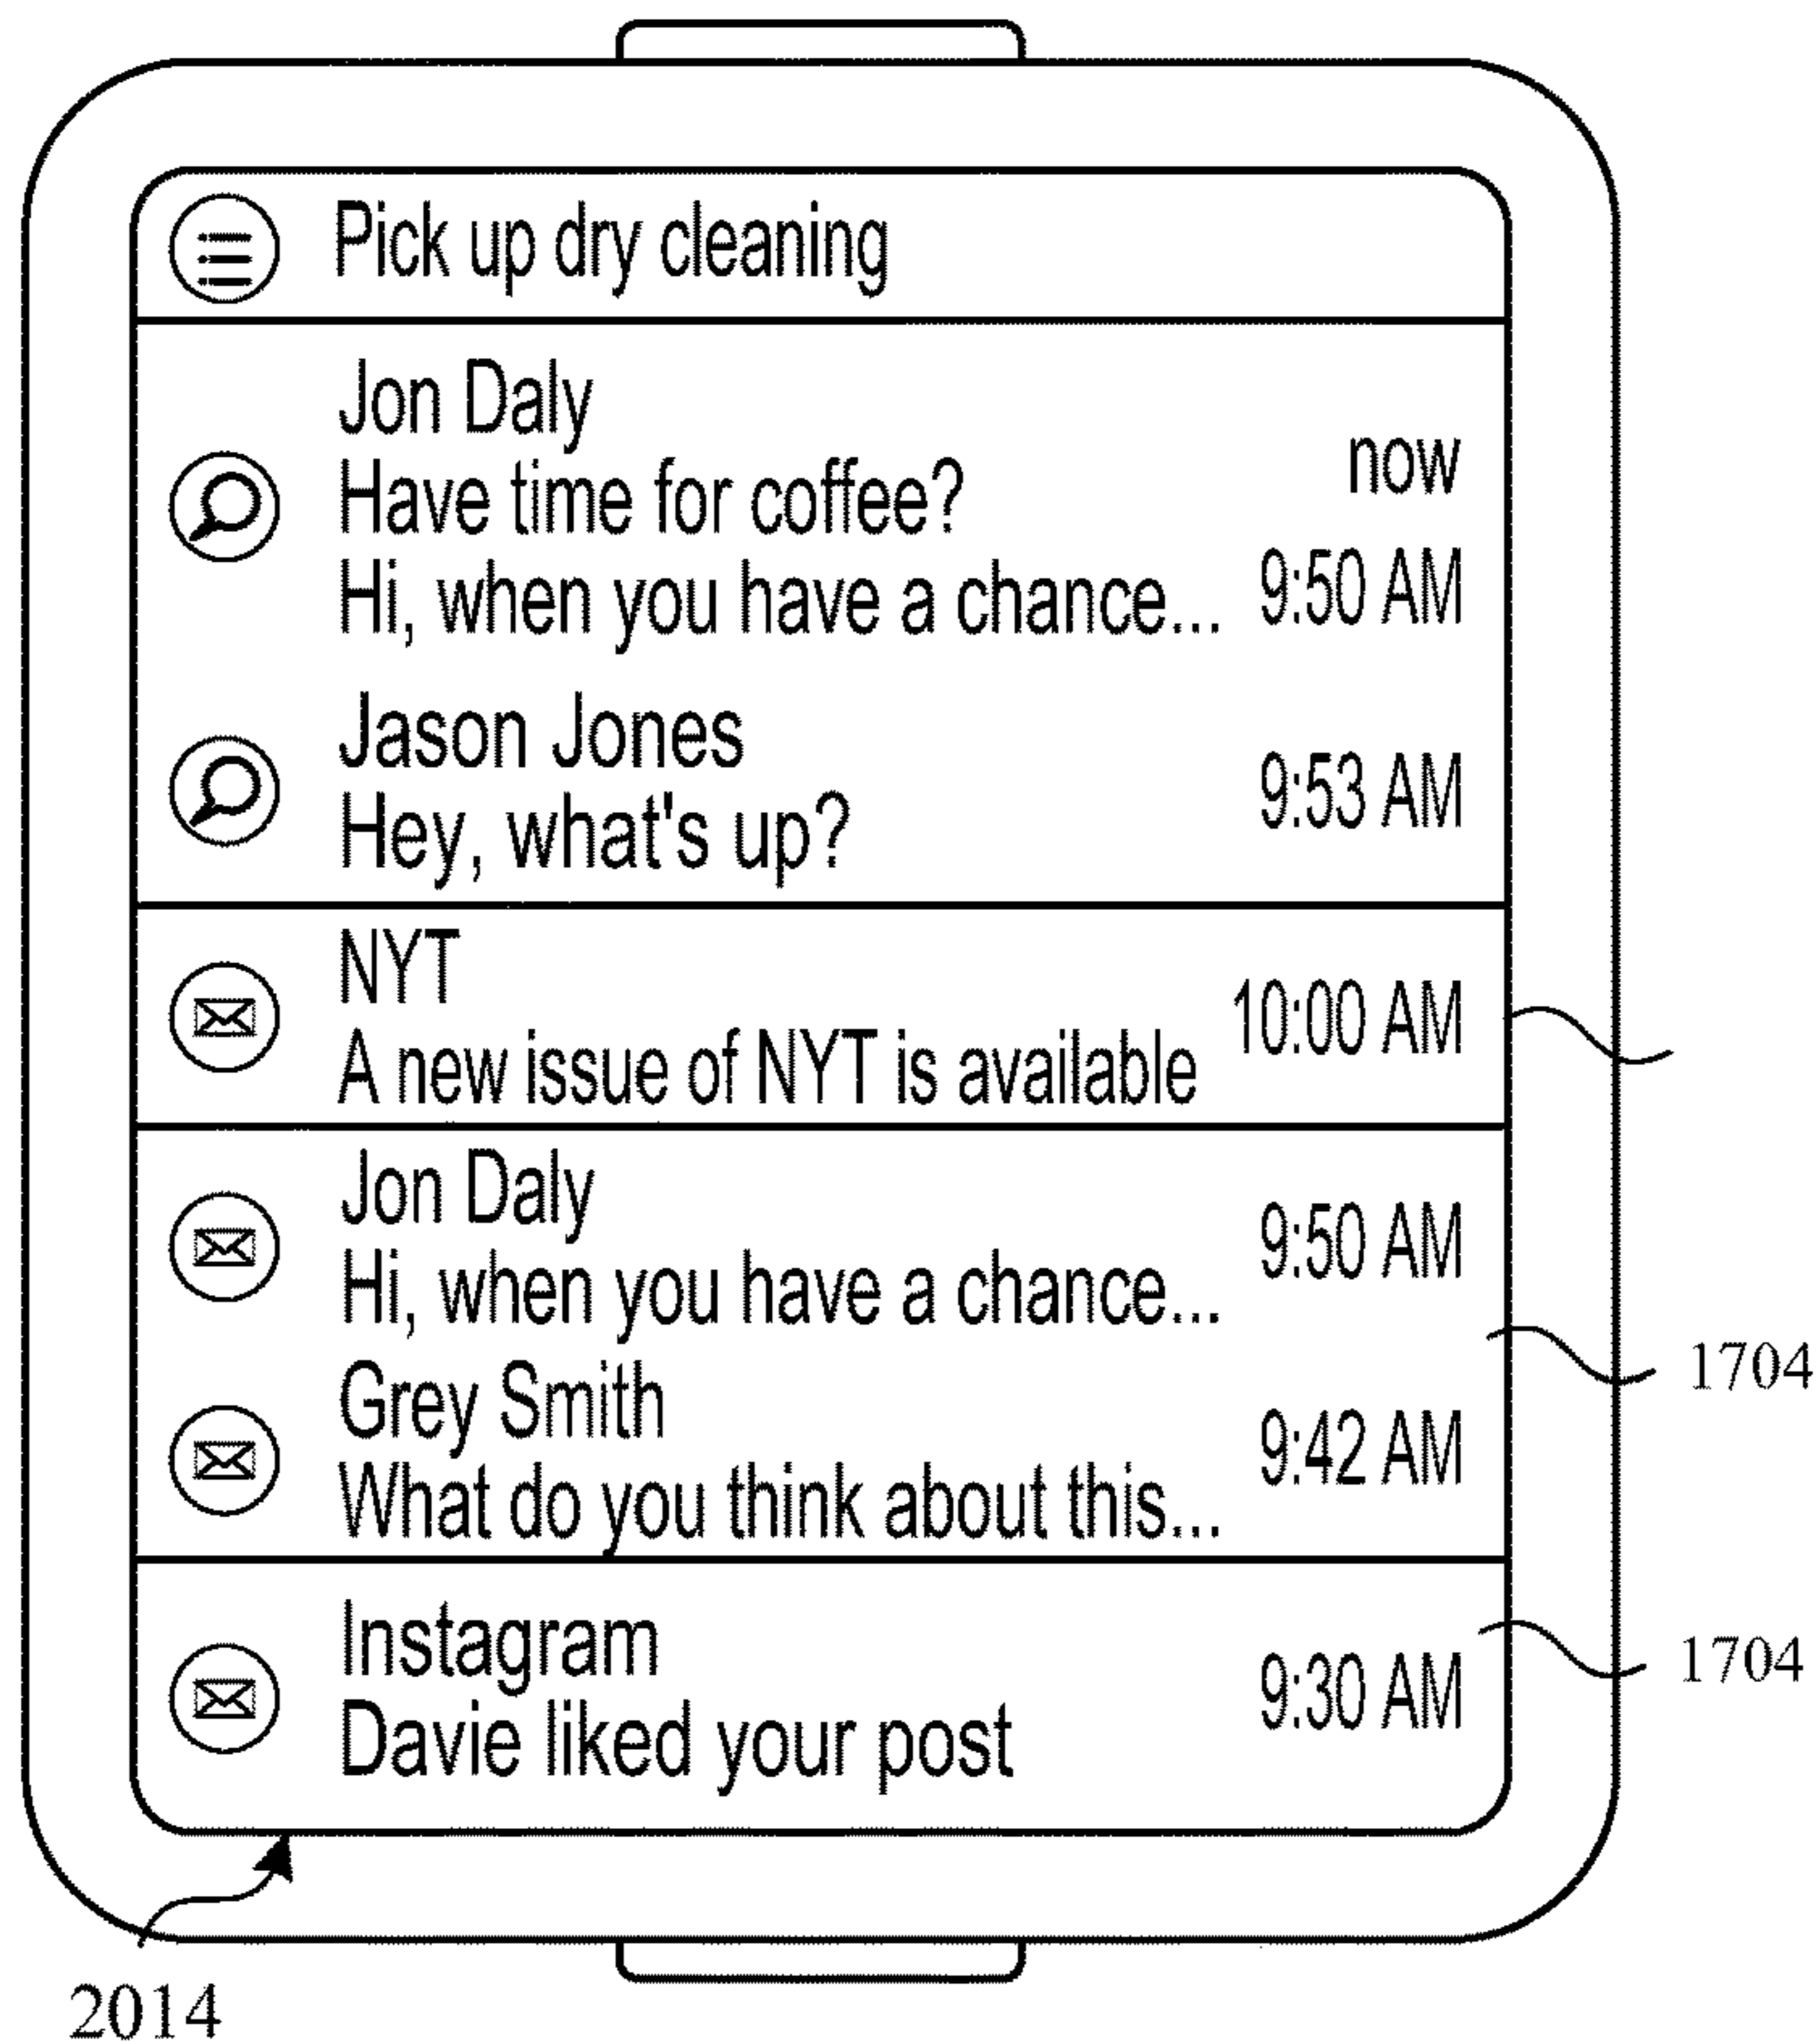 Pick up dry cleaning
Jon Daly
Have time for coffee? now
Hi, when you have a chance... 9:50 AM
Jason Jones
Hey, what's up? 9:53 AM
NYT
A new issue of NYT is available 10:00 AM
Jon Daly
Hi, when you have a chance... 9:50 AM
1704
Grey Smith
What do you think about this... 9:42 AM
Instagram
Davie liked your post 9:30 AM
1704
2014